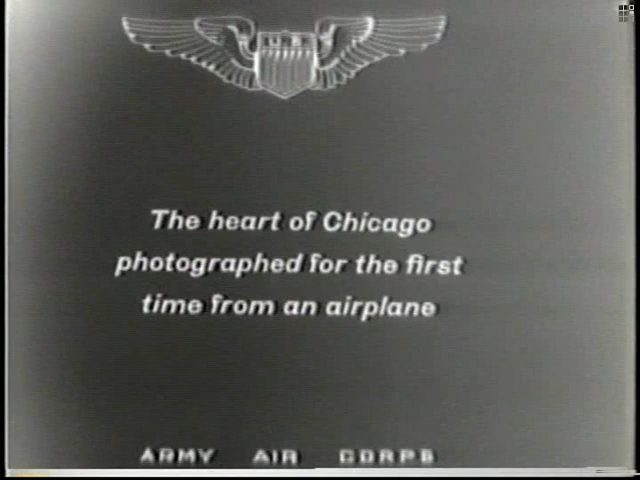 U.S.
The heart of Chicago
photographed for the first
time from an airplane
ARMY AIR CORPS